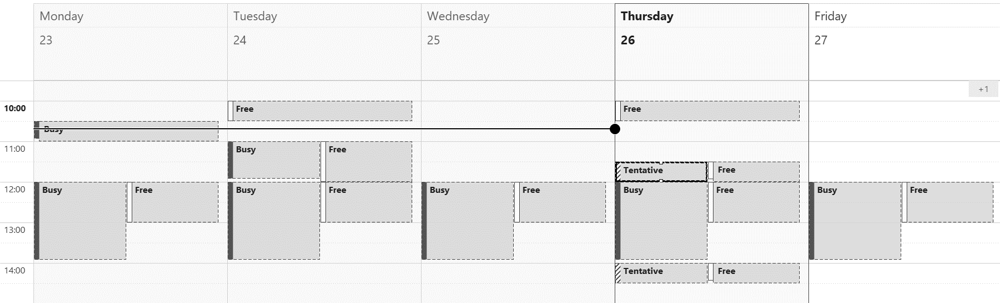 Monday
Tuesday
Wednesday
Thursday
Friday
23
24
25
26
27
+1
10:00
Free
Free
Busy
11:00
Busy
Free
Tentative
Free
12:00
Busy
Free
Busy
Free
Busy
Free
Busy
Free
Busy
Free
13:00
14:00
Tentative
Free